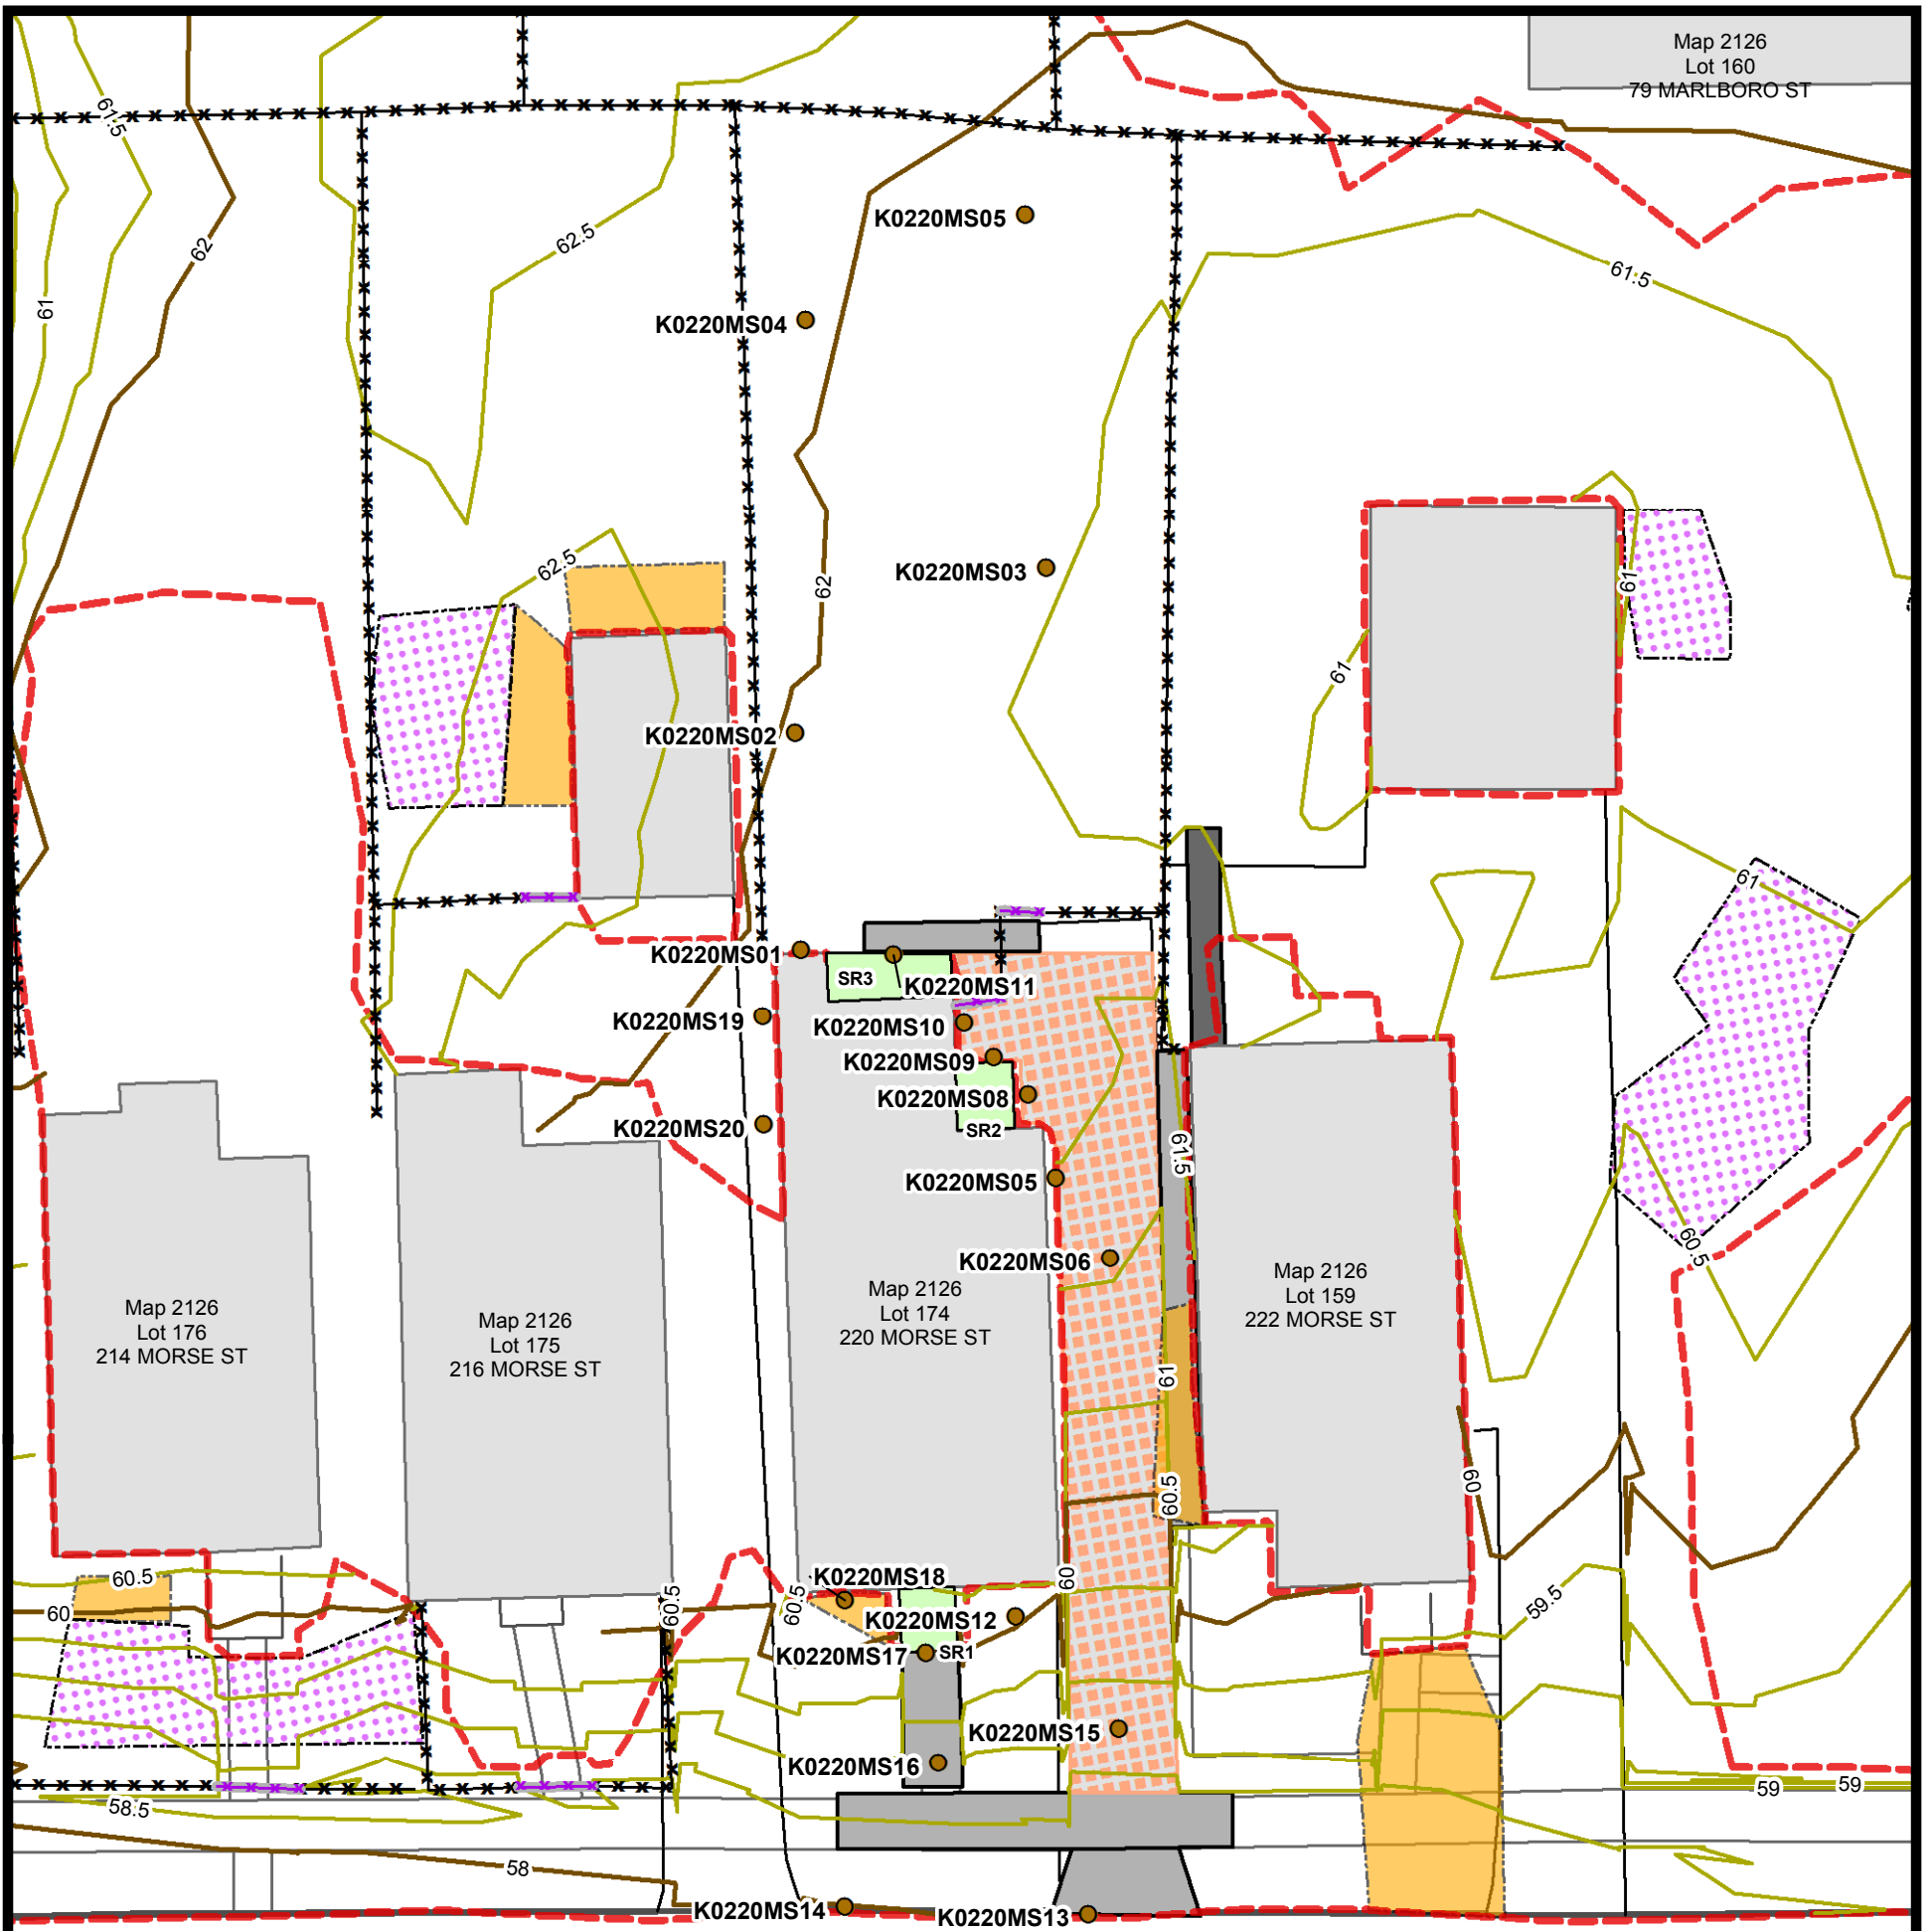 Map 2126
Lot 160
79 MARLBORO ST
61.5
62
62.5
K0220MS05
61.5
61
K0220MS04
62.5
62
K0220MS03
61
61
K0220MS02
61
K0220MS01
SR3
K0220MS11
K0220MS19
K0220MS10
K0220MS09
K0220MS08
K0220MS20
SR2
61.5
K0220MS05
60.5
K0220MS06
Map 2126
Lot 176
214 MORSE ST
Map 2126
Lot 175
216 MORSE ST
Map 2126
Lot 174
220 MORSE ST
Map 2126
Lot 159
222 MORSE ST
61
60
60.5
60.5
60
K0220MS18
60
60.5
60.5
59.5
K0220MS12
K0220MS17
SR1
K0220MS15
K0220MS16
59
59
58.5
58
K0220MS14
K0220MS13